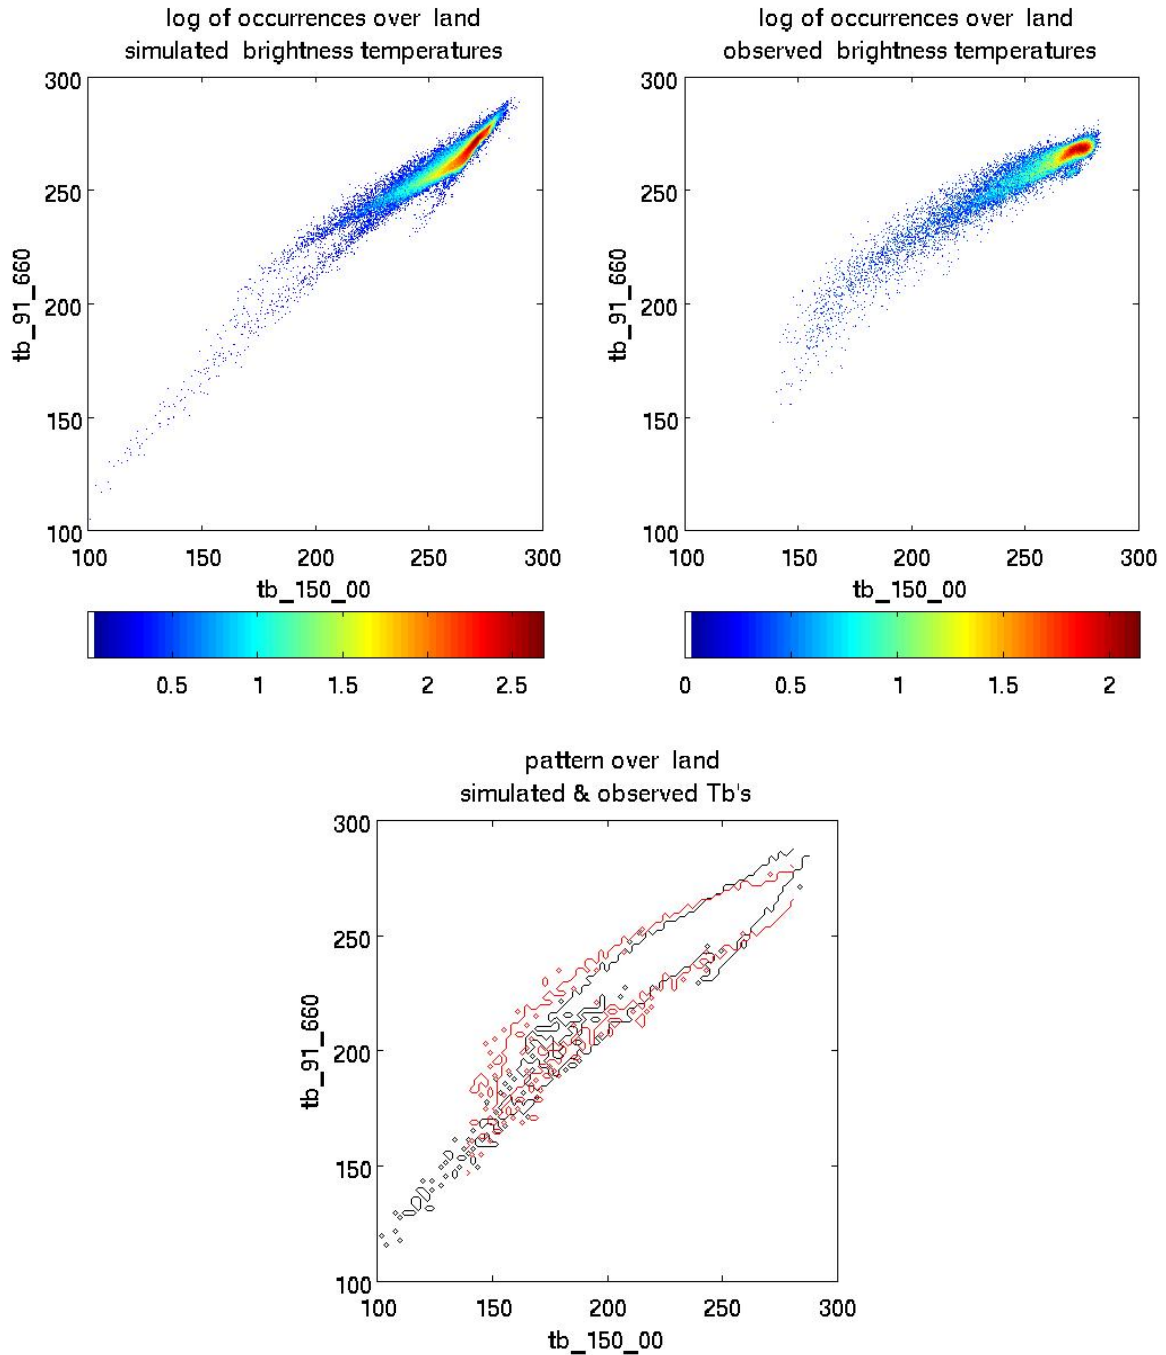 log of occurrences over land
simulated brightness temperatures
300
250
200
150
100
tb_91_660
100 150 200 250 300
tb_150_00
0.5 1 1.5 2 2.5
log of occurrences over land
observed brightness temperatures
300
250
200
150
100
tb_91_660
100 150 200 250 300
tb_150_00
0 0.5 1 1.5 2
pattern over land
simulated & observed Tb's
300
250
200
150
100
tb_91_660
100 150 200 250 300
tb_150_00